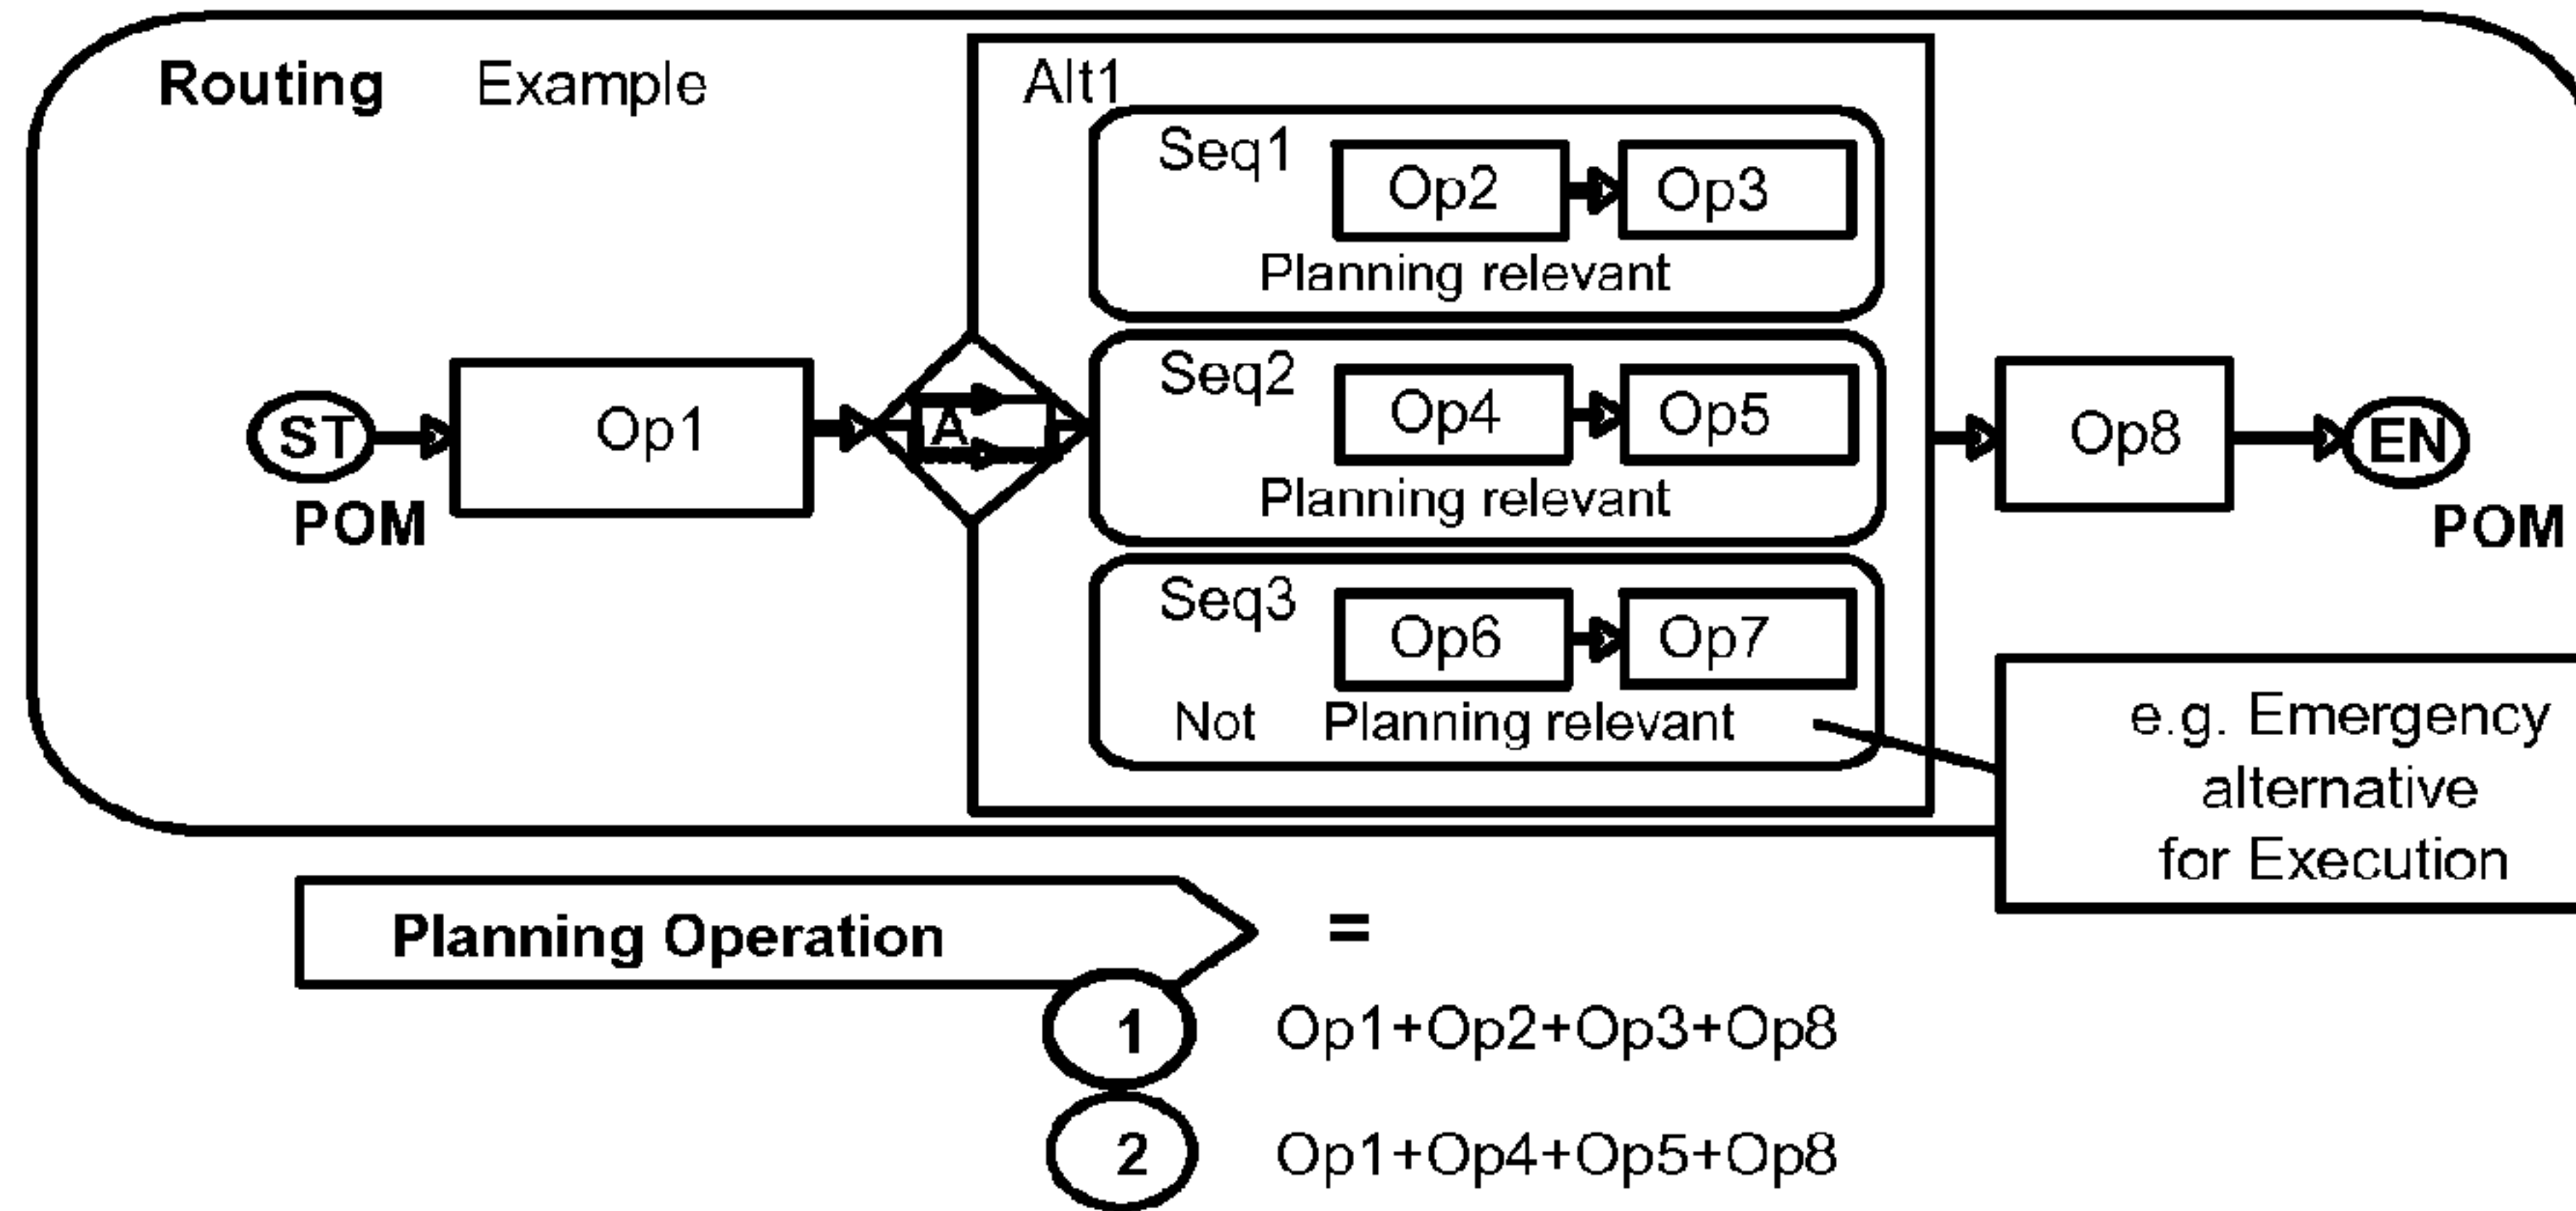 Routing Example
Alt1
Seq1
Op2
Op3
Planning relevant
Seq2
Op4
Op5
Planning relevant
Seq3
Op6
Op7
Not Planning relevant
ST
POM
Op1
A
Op8
EN
POM
e.g. Emergency
alternative
for Execution
Planning Operation
=
1
Op1+Op2+Op3+Op8
2
Op1+Op4+Op5+Op8